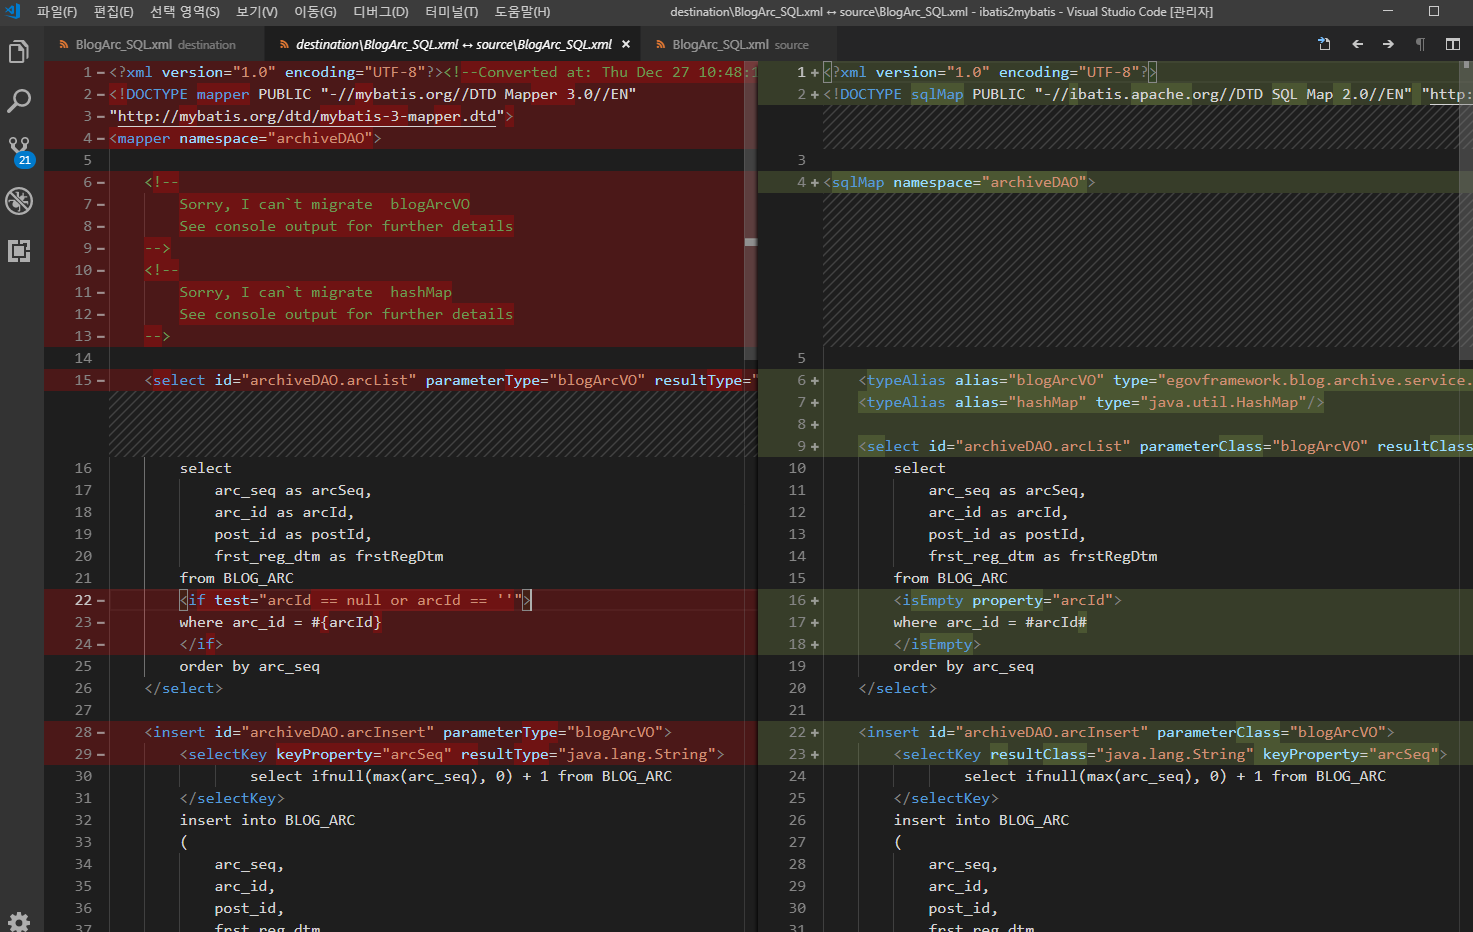 파일(F) 편집(E) 선택 영역(S) 보기(V) 이동(G) 디버그(D) 터미널(T) 도움말(H) destination\BlogArc_SQL.xml ↔ source\BlogArc_SQL.xml - ibatis2mybatis - Visual Studio Code [관리자]
BlogArc_SQL.xml destination destination\BlogArc_SQL.xml ↔ source\BlogArc_SQL.xml × BlogArc_SQL.xml source
21
1 - <?xml version="1.0" encoding="UTF-8"?><!--Converted at: Thu Dec 27 10:48:1
2 - <!DOCTYPE mapper PUBLIC "-//mybatis.org//DTD Mapper 3.0//EN"
3 - "http://mybatis.org/dtd/mybatis-3-mapper.dtd">
4 - <mapper namespace="archiveDAO">
5
6 - <!--
7 - Sorry, I can`t migrate  blogArcVO
8 - See console output for further details
9 - -->
10 - <!--
11 - Sorry, I can`t migrate  hashMap
12 - See console output for further details
13 - -->
14
15 - <select id="archiveDAO.arcList" parameterType="blogArcVO" resultType="
16 select
17 arc_seq as arcSeq,
18 arc_id as arcId,
19 post_id as postId,
20 frst_reg_dtm as frstRegDtm
21 from BLOG_ARC
22 - <if test="arcId == null or arcId == ''">
23 - where arc_id = #{arcId}
24 - </if>
25 order by arc_seq
26 </select>
27
28 - <insert id="archiveDAO.arcInsert" parameterType="blogArcVO">
29 - <selectKey keyProperty="arcSeq" resultType="java.lang.String">
30 select ifnull(max(arc_seq), 0) + 1 from BLOG_ARC
31 </selectKey>
32 insert into BLOG_ARC
33 (
34 arc_seq,
35 arc_id,
36 post_id,
37 frst_reg_dtm
1 + <?xml version="1.0" encoding="UTF-8"?>
2 + <!DOCTYPE sqlMap PUBLIC "-//ibatis.apache.org//DTD SQL Map 2.0//EN" "http:
3
4 + <sqlMap namespace="archiveDAO">
5
6 + <typeAlias alias="blogArcVO" type="egovframework.blog.archive.service.
7 + <typeAlias alias="hashMap" type="java.util.HashMap"/>
8 +
9 + <select id="archiveDAO.arcList" parameterClass="blogArcVO" resultClass
10 select
11 arc_seq as arcSeq,
12 arc_id as arcId,
13 post_id as postId,
14 frst_reg_dtm as frstRegDtm
15 from BLOG_ARC
16 + <isEmpty property="arcId">
17 + where arc_id = #arcId#
18 + </isEmpty>
19 order by arc_seq
20 </select>
21
22 + <insert id="archiveDAO.arcInsert" parameterClass="blogArcVO">
23 + <selectKey resultClass="java.lang.String" keyProperty="arcSeq">
24 select ifnull(max(arc_seq), 0) + 1 from BLOG_ARC
25 </selectKey>
26 insert into BLOG_ARC
27 (
28 arc_seq,
29 arc_id,
30 post_id,
31 frst_reg_dtm